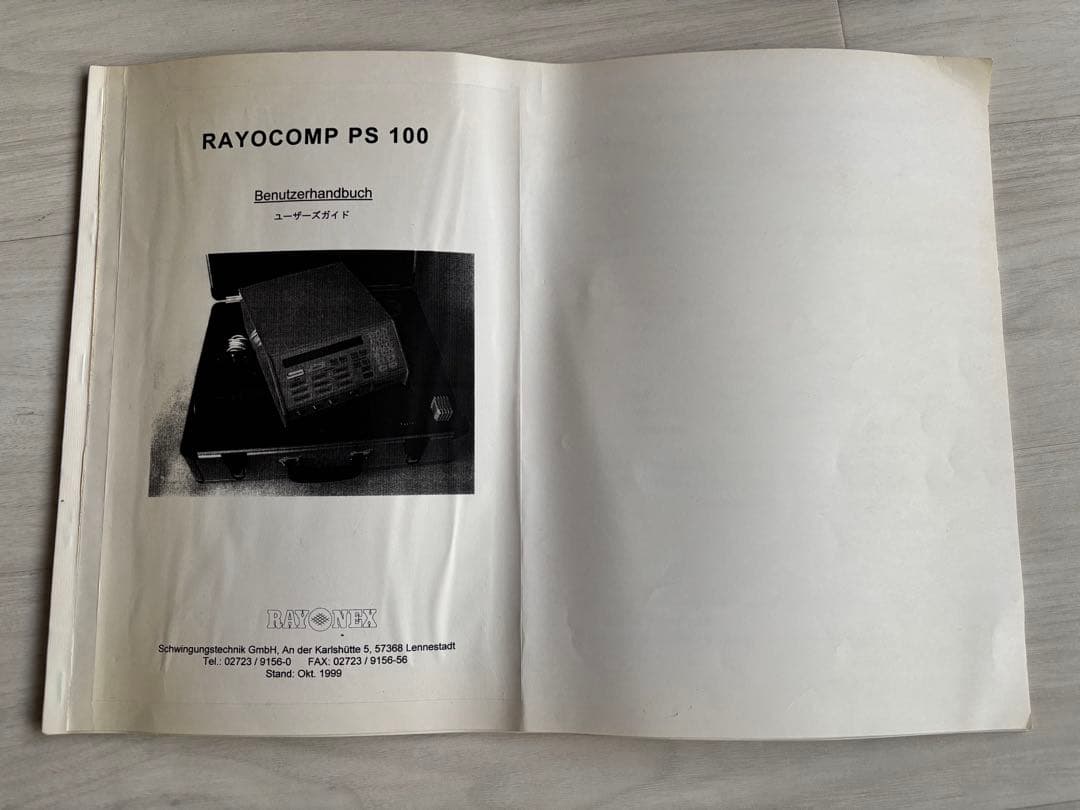 RAYOCOMP PS 100
Benutzerhandbuch
ユーザーズガイド
RAYONEX
Schwingungstechnik GmbH, An der Karlshütte 5, 57368 Lennestadt
Tel.: 02723 / 9156-0 FAX: 02723 / 9156-56
Stand: Okt. 1999